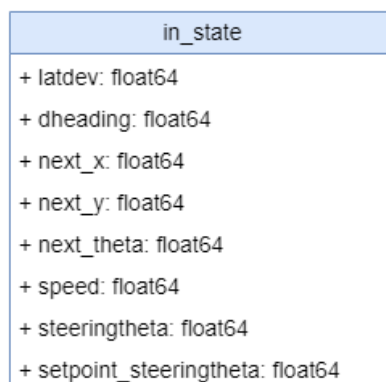 in_state
+ latdev: float64
+ dheading: float64
+ next_x: float64
+ next_y: float64
+ next_theta: float64
+ speed: float64
+ steeringtheta: float64
+ setpoint_steeringtheta: float64